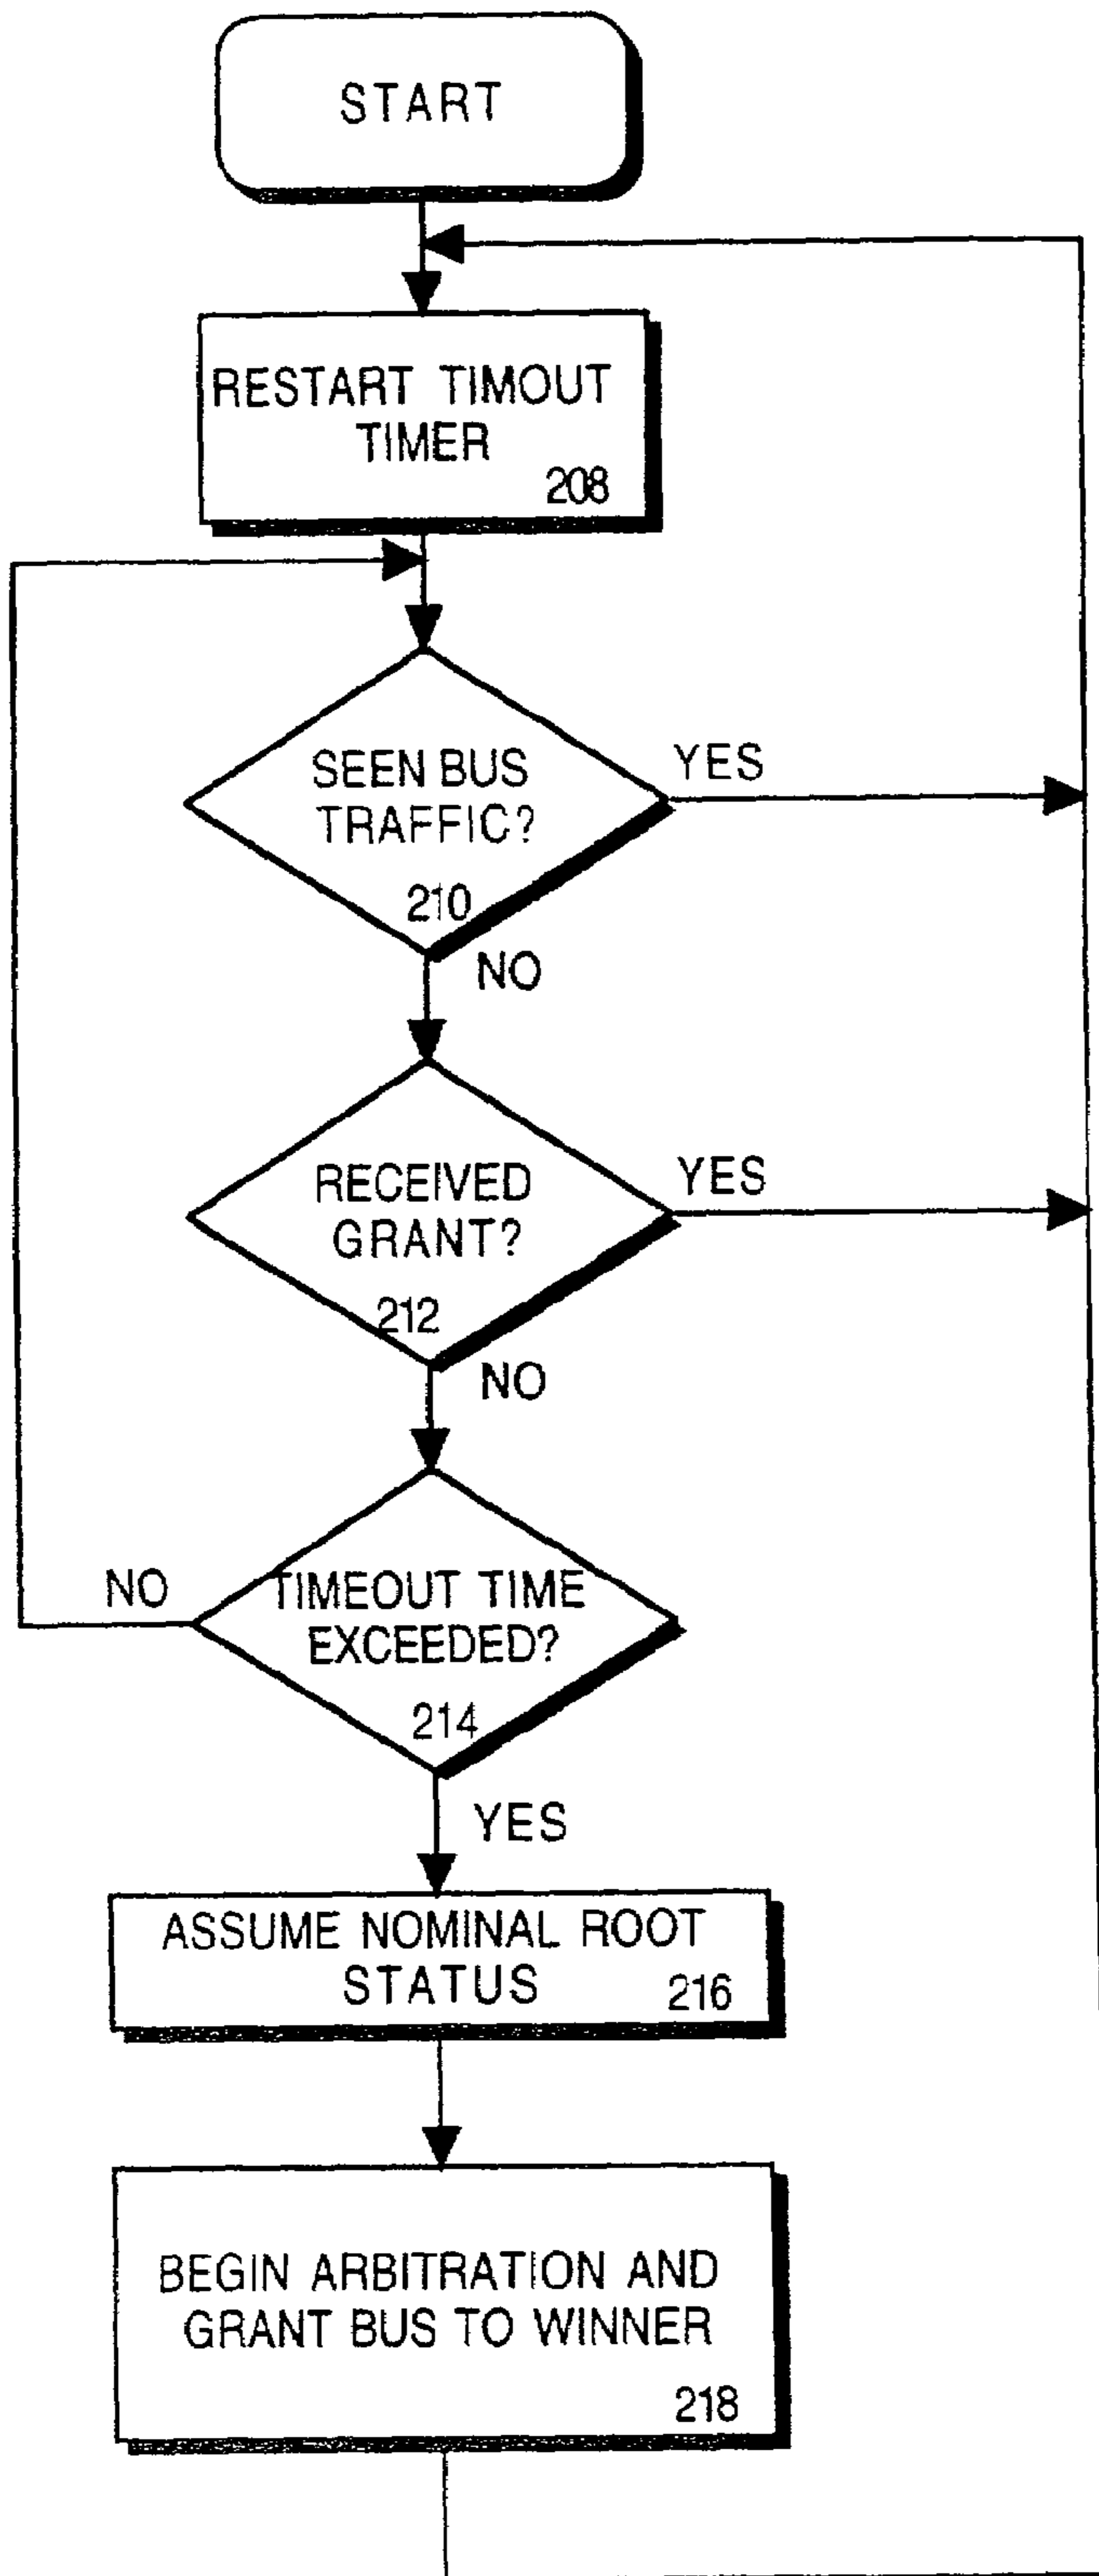 START
RESTART TIMOUT
TIMER
208
SEEN BUS
TRAFFIC?
YES
210
NO
RECEIVED
GRANT?
YES
212
NO
NO
TIMEOUT TIME
EXCEEDED?
214
YES
ASSUME NOMINAL ROOT
STATUS
216
BEGIN ARBITRATION AND
GRANT BUS TO WINNER
218